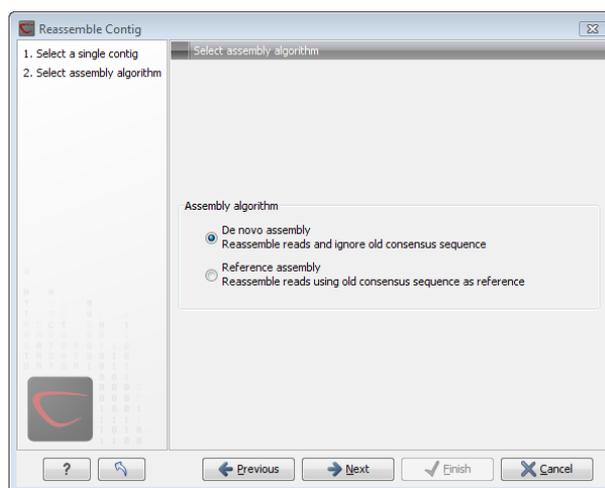 Reassemble Contig
1. Select a single contig
2. Select assembly algorithm
Select assembly algorithm
Assembly algorithm
De novo assembly
Reassemble reads and ignore old consensus sequence
Reference assembly
Reassemble reads using old consensus sequence as reference
?
Previous
Next
Finish
Cancel